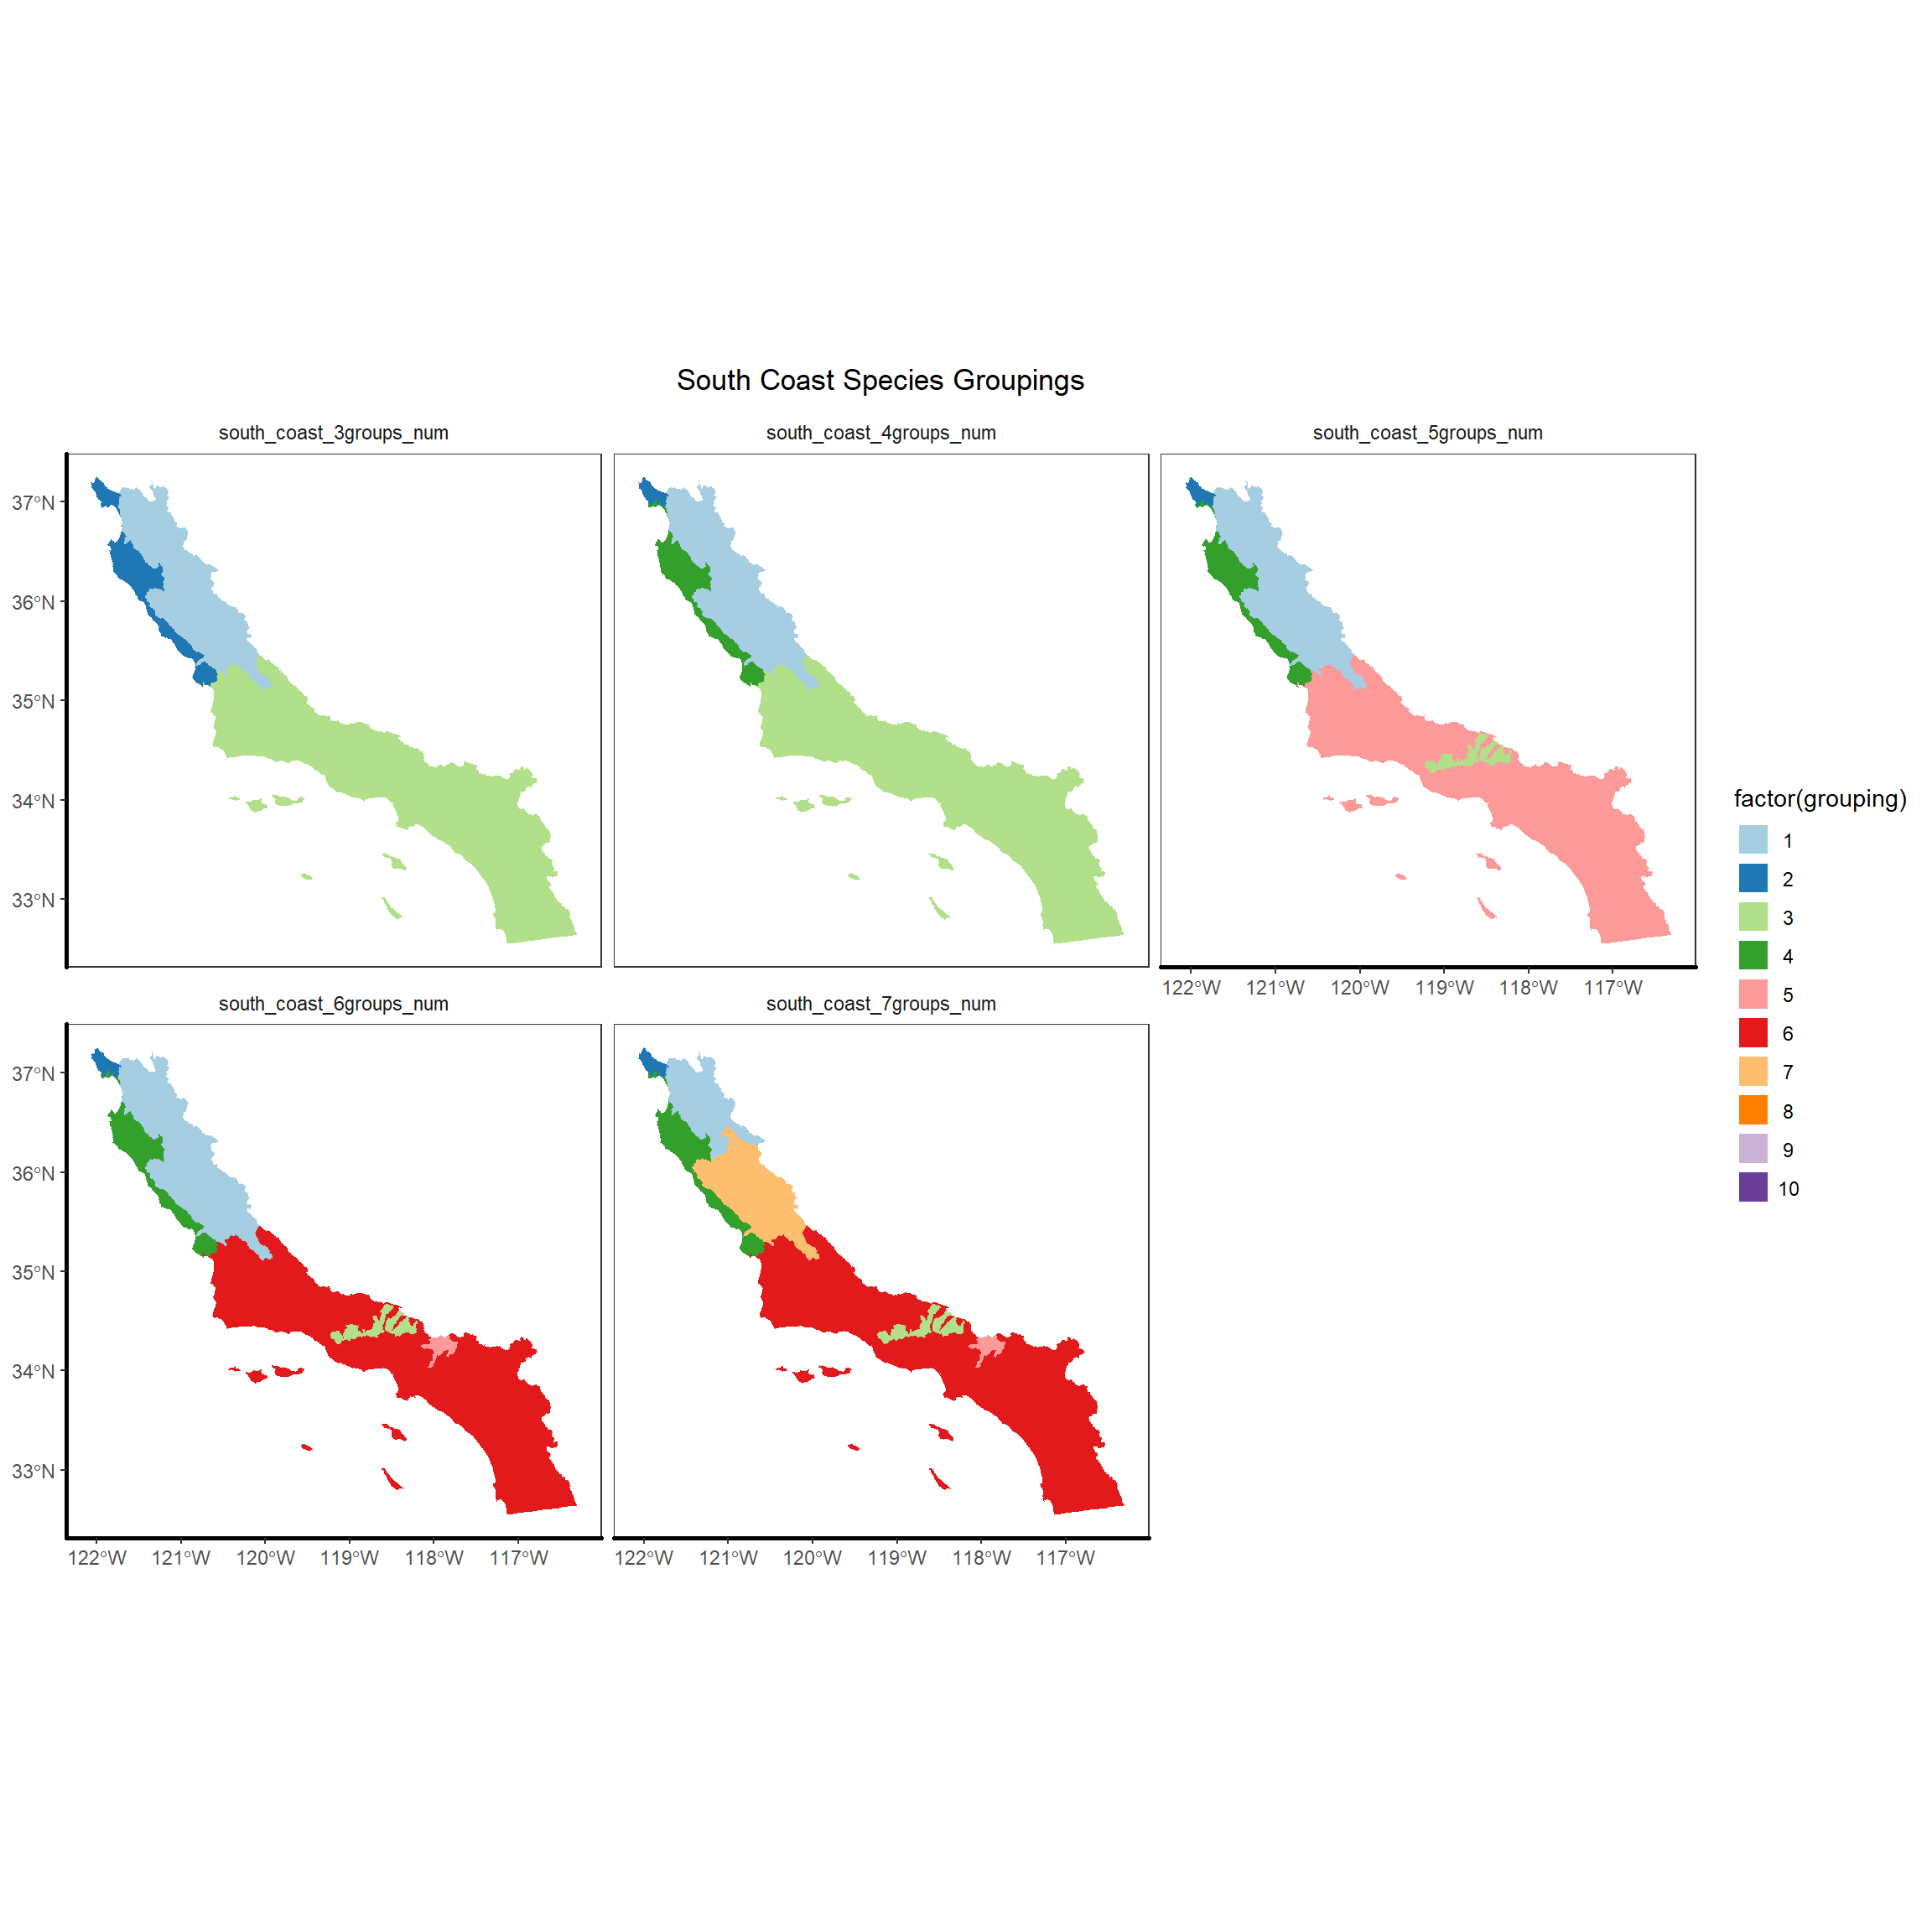 South Coast Species Groupings
south_coast_3groups_num
south_coast_4groups_num
south_coast_5groups_num
37°N
36°N
35°N
34°N
33°N
122°W 121°W 120°W 119°W 118°W 117°W
south_coast_6groups_num
south_coast_7groups_num
37°N
36°N
35°N
34°N
33°N
122°W 121°W 120°W 119°W 118°W 117°W
122°W 121°W 120°W 119°W 118°W 117°W
factor(grouping)
1
2
3
4
5
6
7
8
9
10